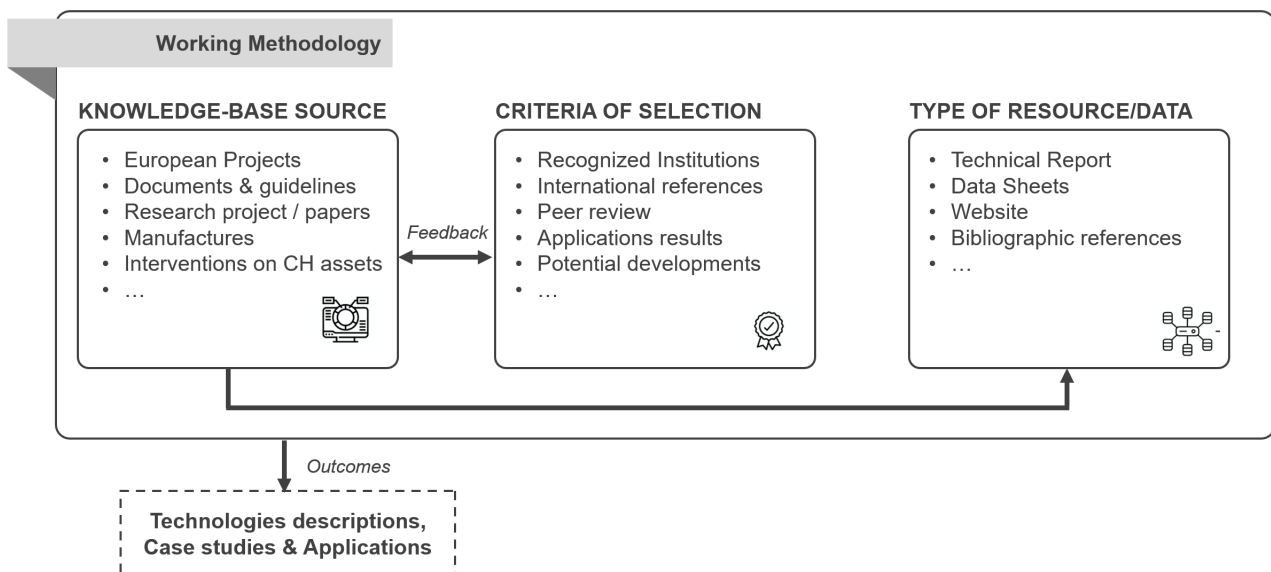 Working Methodology
KNOWLEDGE-BASE SOURCE
• European Projects
• Documents & guidelines
• Research project / papers
• Manufactures
• Interventions on CH assets
• …
Feedback
CRITERIA OF SELECTION
• Recognized Institutions
• International references
• Peer review
• Applications results
• Potential developments
• …
TYPE OF RESOURCE/DATA
• Technical Report
• Data Sheets
• Website
• Bibliographic references
• …
Outcomes
Technologies descriptions,
Case studies & Applications